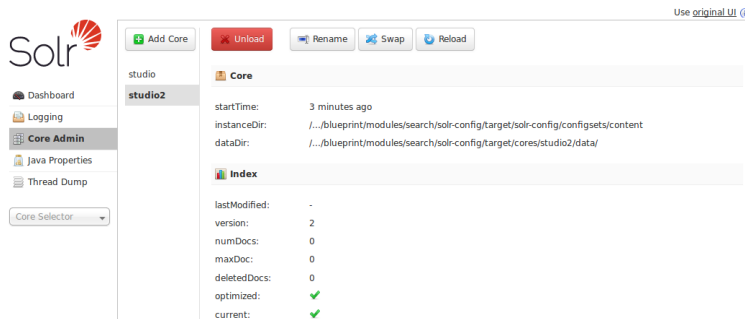 Use original UI
Solr
Add Core
Unload
Rename
Swap
Reload
studio
studio2
Dashboard
Logging
Core Admin
Java Properties
Thread Dump
Core Selector
Core
startTime: 3 minutes ago
instanceDir: /.../blueprint/modules/search/solr-config/target/solr-config/configsets/content
dataDir: /.../blueprint/modules/search/solr-config/target/cores/studio2/data/
Index
lastModified: -
version: 2
numDocs: 0
maxDoc: 0
deletedDocs: 0
optimized:
current: